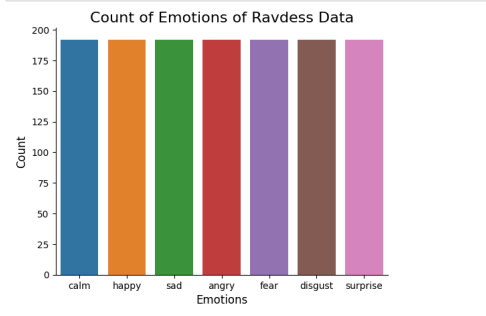 Count of Emotions of Ravdess Data
200
175
150
125
100
75
50
25
0
Count
calm happy sad angry fear disgust surprise
Emotions